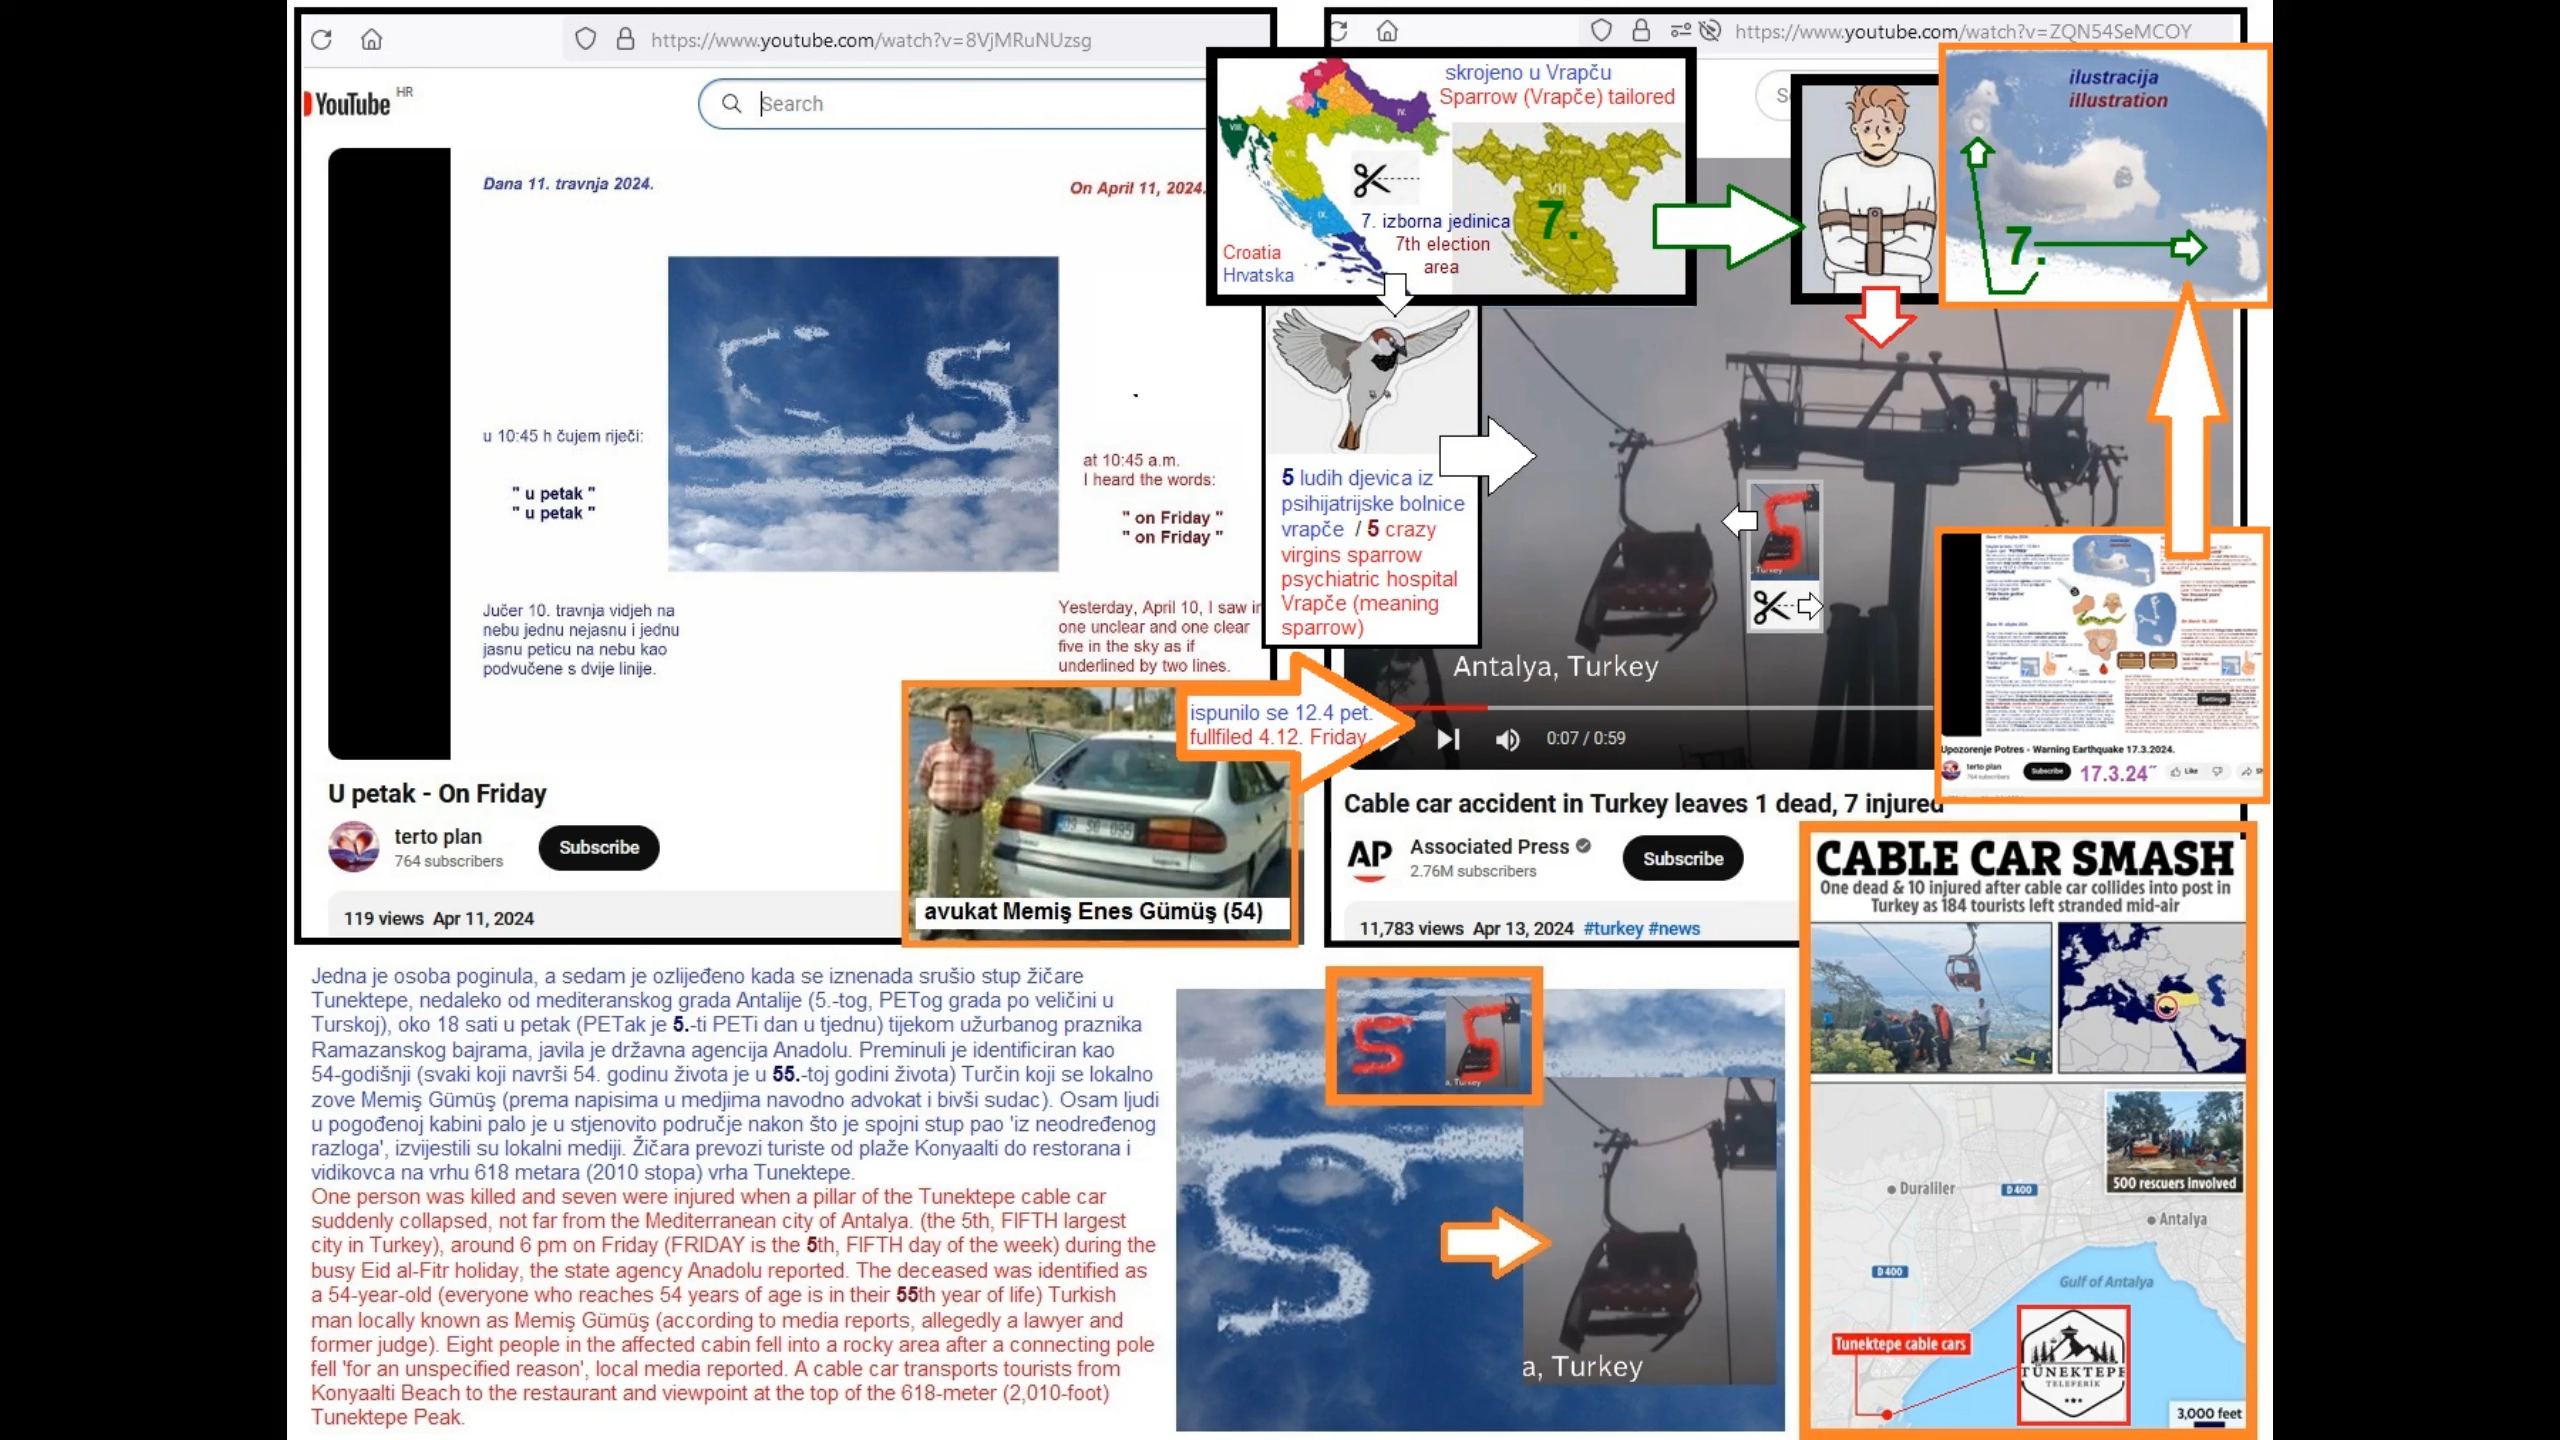 https://www.youtube.com/watch?v=8VjMRuNUzsg
YouTube HR
Search
Dana 11. travnja 2024.
On April 11, 2024.
u 10:45 h čujem riječi:
" u petak "
" u petak "
at 10:45 a.m.
I heard the words:
" on Friday "
" on Friday "
Jučer 10. travnja vidjeh na
nebu jednu nejasnu i jednu
jasnu peticu na nebu kao
podvučene s dvije linije.
Yesterday, April 10, I saw in
one unclear and one clear
five in the sky as if
underlined by two lines.
U petak - On Friday
terto plan
764 subscribers
Subscribe
119 views Apr 11, 2024
avukat Memiş Enes Gümüş (54)
ispunilo se 12.4 pet.
fullfiled 4.12. Friday
https://www.youtube.com/watch?v=ZQN54SeMCOY
S
skrojeno u Vrapču
Sparrow (Vrapče) tailored
III.
IV.
V.
VII
VIII.
IX.
VII
7.
7. izborna jedinica
7th election
area
Croatia
Hrvatska
ilustracija
illustration
7.
5 ludih djevica iz
psihijatrijske bolnice
vrapče / 5 crazy
virgins sparrow
psychiatric hospital
Vrapče (meaning
sparrow)
5
, Turkey
Antalya, Turkey
0:07 / 0:59
Settings
Upozorenje Potres - Warning Earthquake 17.3.2024.
terto plan
764 subscribers
Subscribe
17.3.24
Like
Cable car accident in Turkey leaves 1 dead, 7 injured
AP
Associated Press
2.76M subscribers
Subscribe
11,783 views Apr 13, 2024 #turkey #news
CABLE CAR SMASH
One dead & 10 injured after cable car collides into post in
Turkey as 184 tourists left stranded mid-air
500 rescuers involved
Duraliler
D 400
Antalya
D 400
Gulf of Antalya
Tunektepe cable cars
TÜNEKTEPE
TELEFERİK
3,000 feet
Jedna je osoba poginula, a sedam je ozlijeđeno kada se iznenada srušio stup žičare
Tunektepe, nedaleko od mediteranskog grada Antalije (5.-tog, PETog grada po veličini u
Turskoj), oko 18 sati u petak (PETak je 5.-ti PETi dan u tjednu) tijekom užurbanog praznika
Ramazanskog bajrama, javila je državna agencija Anadolu. Preminuli je identificiran kao
54-godišnji (svaki koji navrši 54. godinu života je u 55.-toj godini života) Turčin koji se lokalno
zove Memiş Gümüş (prema napisima u medjima navodno advokat i bivši sudac). Osam ljudi
u pogođenoj kabini palo je u stjenovito područje nakon što je spojni stup pao 'iz neodređenog
razloga', izvijestili su lokalni mediji. Žičara prevozi turiste od plaže Konyaalti do restorana i
vidikovca na vrhu 618 metara (2010 stopa) vrha Tunektepe.
One person was killed and seven were injured when a pillar of the Tunektepe cable car
suddenly collapsed, not far from the Mediterranean city of Antalya. (the 5th, FIFTH largest
city in Turkey), around 6 pm on Friday (FRIDAY is the 5th, FIFTH day of the week) during the
busy Eid al-Fitr holiday, the state agency Anadolu reported. The deceased was identified as
a 54-year-old (everyone who reaches 54 years of age is in their 55th year of life) Turkish
man locally known as Memiş Gümüş (according to media reports, allegedly a lawyer and
former judge). Eight people in the affected cabin fell into a rocky area after a connecting pole
fell 'for an unspecified reason', local media reported. A cable car transports tourists from
Konyaalti Beach to the restaurant and viewpoint at the top of the 618-meter (2,010-foot)
Tunektepe Peak.
5 5
a, Turkey
a, Turkey